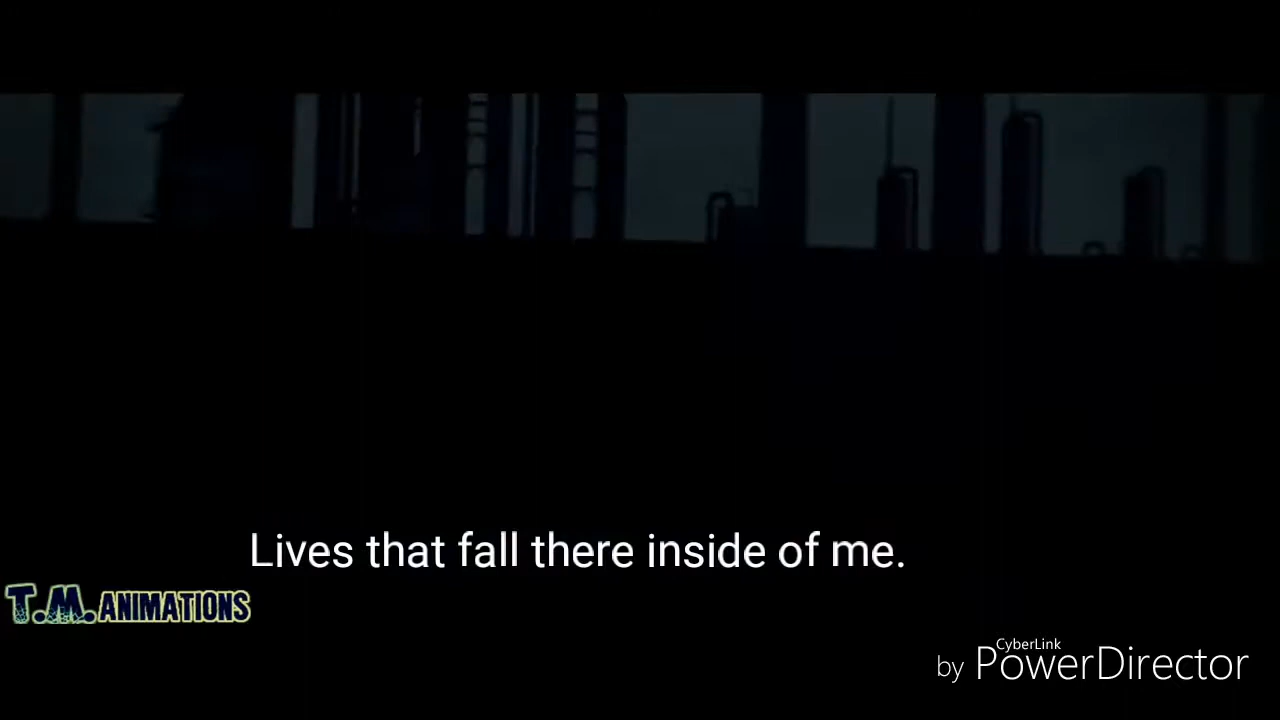 Lives that fall there inside of me.
T.M. ANIMATIONS
CyberLink
by PowerDirector